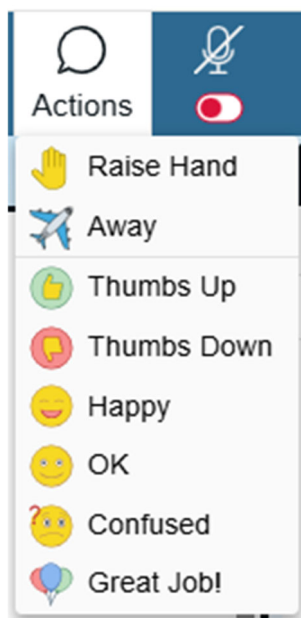 Actions
Raise Hand
Away
Thumbs Up
Thumbs Down
Happy
OK
Confused
Great Job!